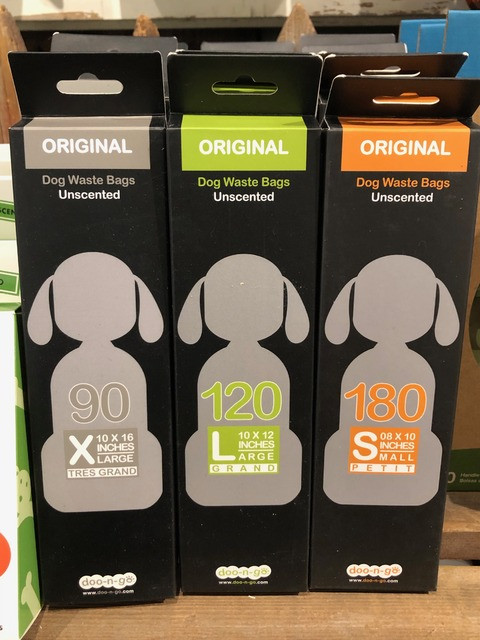 ORIGINAL
Dog Waste Bags
Unscented
90
X 10 X 16
INCHES
LARGE
TRES GRAND
doo-n-go
www.doo-n-go.com
ORIGINAL
Dog Waste Bags
Unscented
120
L 10 X 12
INCHES
ARGE
GRAND
doo-n-go
www.doo-n-go.com
ORIGINAL
Dog Waste Bags
Unscented
180
S 08 X 10
INCHES
MALL
PETIT
doo-n-go
www.doo-n-go.com